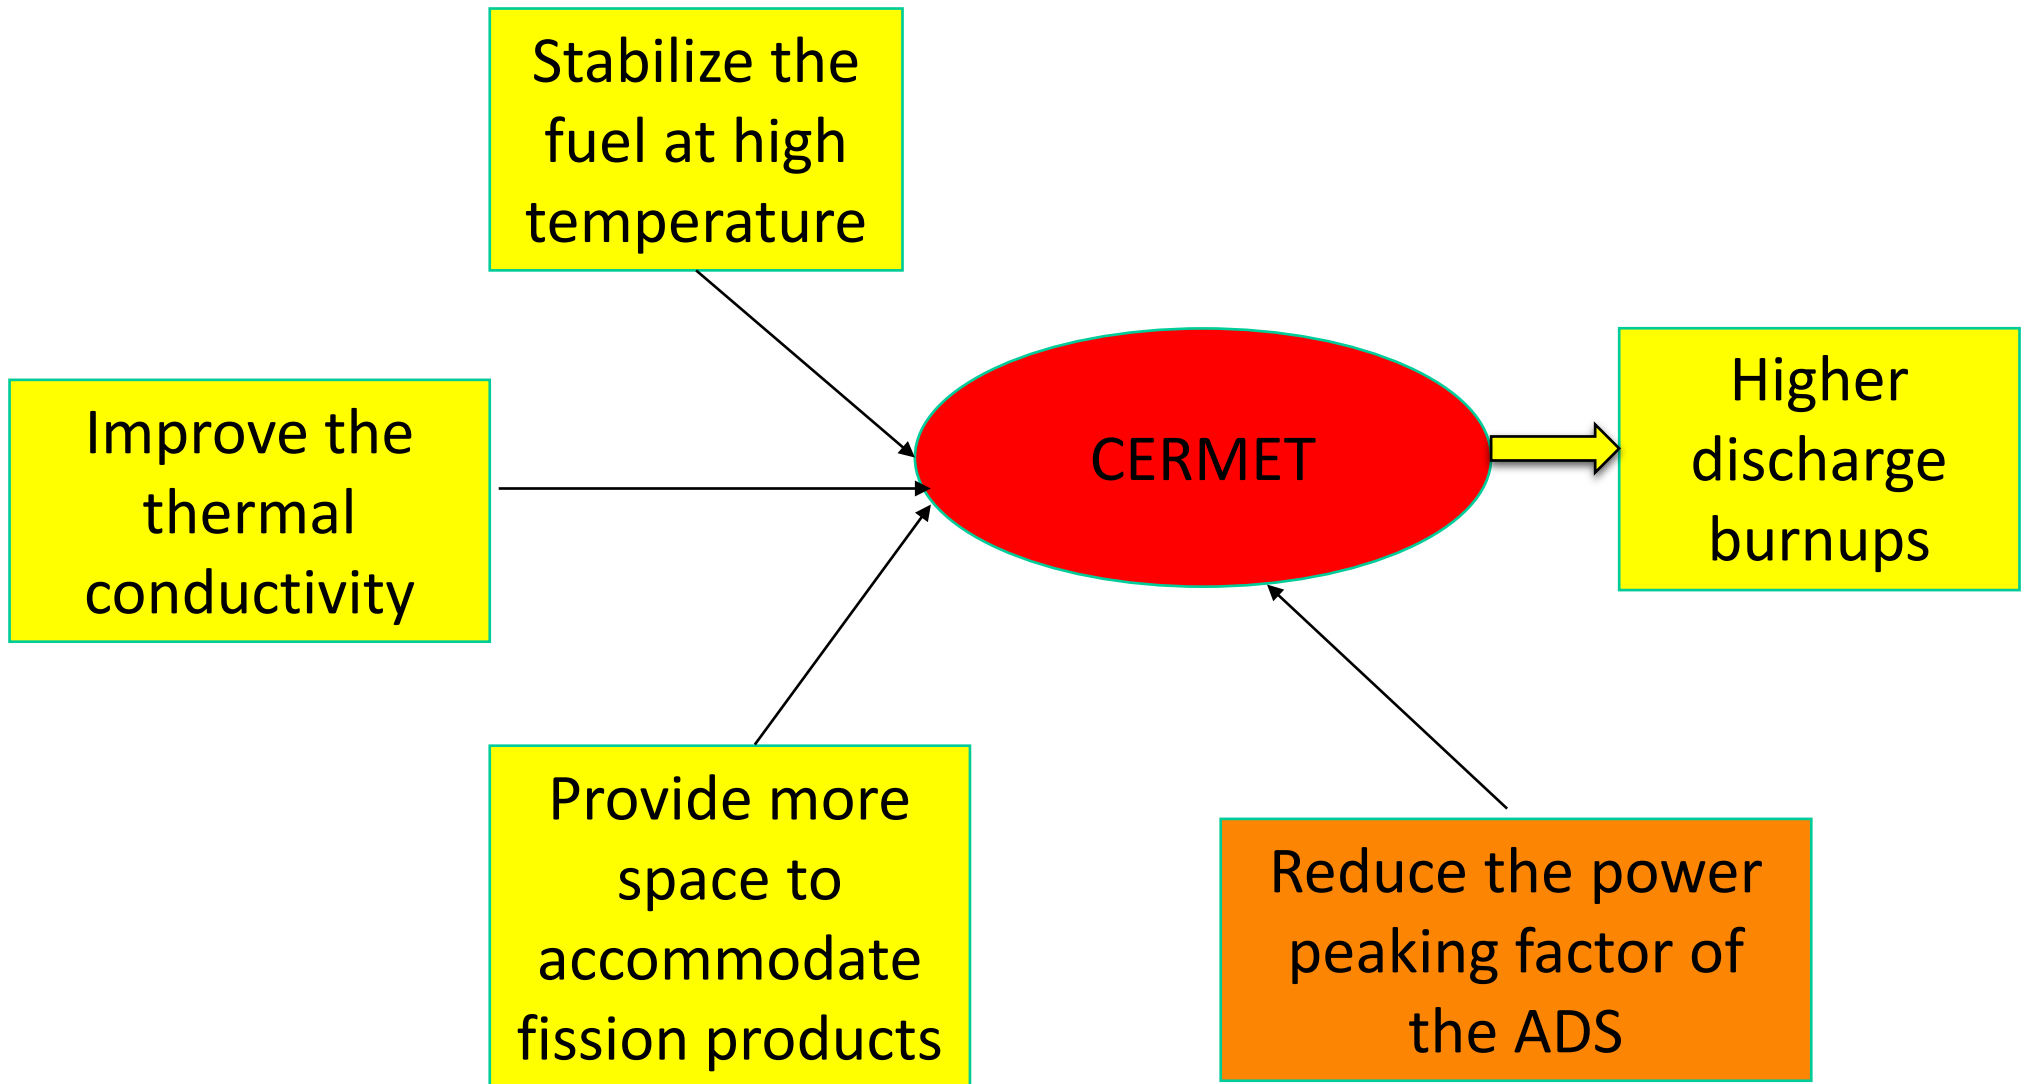 Stabilize the
fuel at high
temperature
Improve the
thermal
conductivity
CERMET
Higher
discharge
burnups
Provide more
space to
accommodate
fission products
Reduce the power
peaking factor of
the ADS